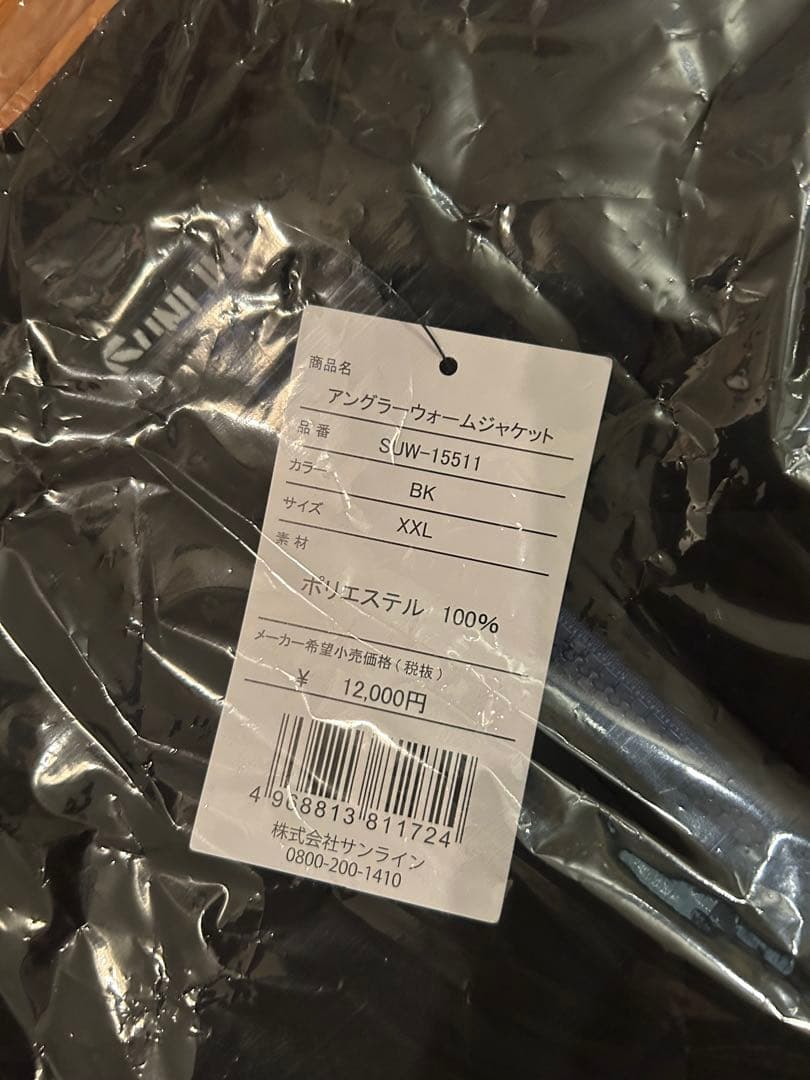 SUNLINE
商品名
アングラーウォームジャケット
品番 SUW-15511
カラー BK
サイズ XXL
素材
ポリエステル 100%
メーカー希望小売価格(税抜)
¥ 12,000円
4 968813 811724
株式会社サンライン
0800-200-1410